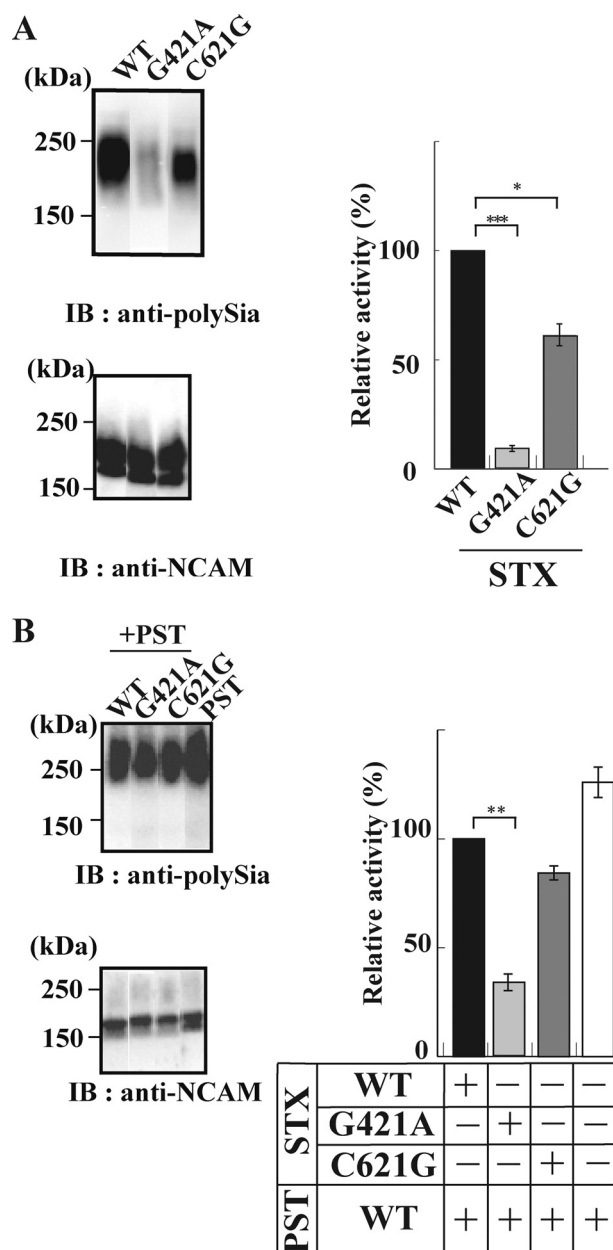 A
WT G421A C621G
(kDa)
250
150
IB : anti-polySia
(kDa)
250
150
IB : anti-NCAM
Relative activity (%)
100
50
0
*
***
WT G421A C621G
STX
B
+PST
WT G421A C621G PST
(kDa)
250
150
IB : anti-polySia
(kDa)
250
150
IB : anti-NCAM
Relative activity (%)
100
50
0
**
STX
WT + − − −
G421A − + − −
C621G − − + −
PST WT + + + +